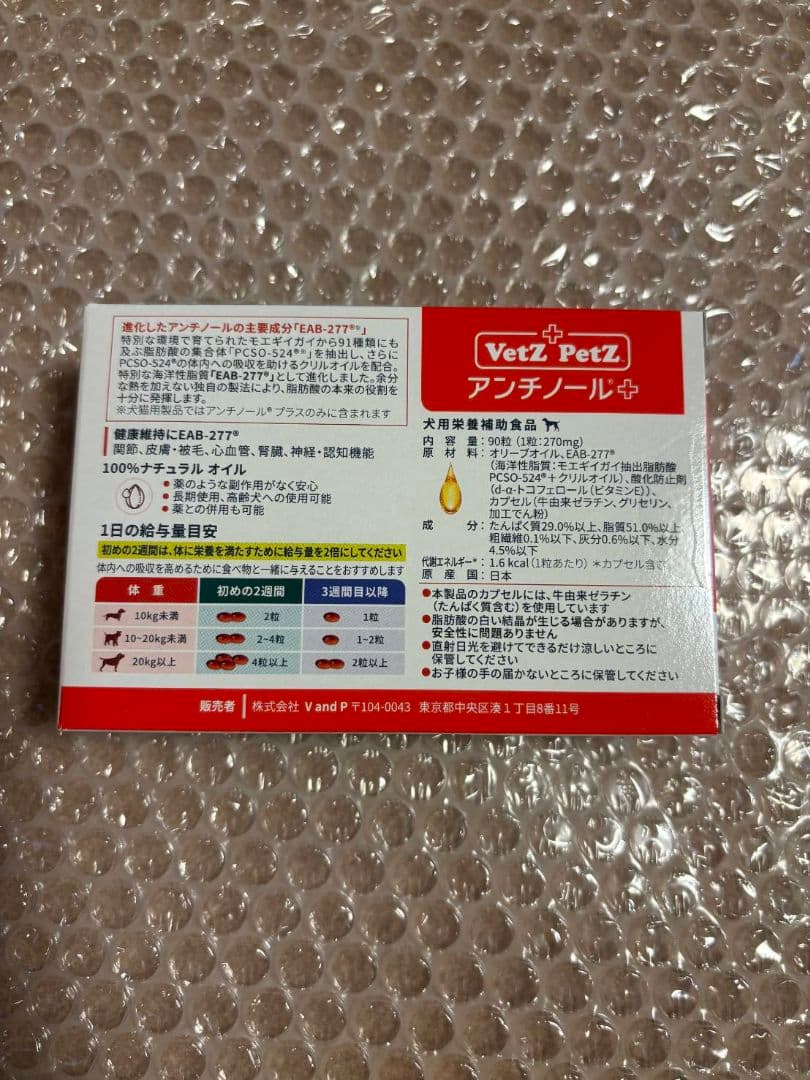 進化したアンチノールの主要成分「EAB-277®」
特別な環境で育てられたモエギイガイから91種類にも
及ぶ脂肪酸の集合体「PCSO-524®※」を抽出し、さらに
PCSO-524®の体内への吸収を助けるクリルオイルを配合。
特別な海洋性脂質「EAB-277®」として進化しました。余分
な熱を加えない独自の製法により、脂肪酸の本来の役割を
十分に発揮します。
※犬猫用製品ではアンチノール® プラスのみに含まれます
健康維持にEAB-277®
関節、皮膚・被毛、心血管、腎臓、神経・認知機能
100%ナチュラル オイル
● 薬のような副作用がなく安心
● 長期使用、高齢犬への使用可能
● 薬との併用も可能
1日の給与量目安
初めの2週間は、体に栄養を満たすために給与量を2倍にしてください
体内への吸収を高めるために食べ物と一緒に与えることをおすすめします
体 重 初めの2週間 3週間目以降
10kg未満 2粒 1粒
10~20kg未満 2~4粒 1~2粒
20kg以上 4粒以上 2粒以上
VetZ PetZ
アンチノール®+
犬用栄養補助食品
内 容 量：90粒（1粒：270mg）
原 材 料：オリーブオイル、EAB-277®
（海洋性脂質：モエギイガイ抽出脂肪酸
PCSO-524®＋クリルオイル）、酸化防止剤
（d-α-トコフェロール（ビタミンE））、
カプセル（牛由来ゼラチン、グリセリン、
加工でん粉）
成 分：たんぱく質29.0%以上、脂質51.0%以上
粗繊維0.1%以下、灰分0.6%以下、水分
4.5%以下
代謝エネルギー*：1.6 kcal（1粒あたり）＊カプセル含む
原 産 国：日本
●本製品のカプセルには、牛由来ゼラチン
（たんぱく質含む）を使用しています
●脂肪酸の白い結晶が生じる場合がありますが、
安全性に問題ありません
●直射日光を避けてできるだけ涼しいところに
保管してください
●お子様の手の届かないところに保管してください
販売者 株式会社 V and P 〒104-0043 東京都中央区湊１丁目8番11号